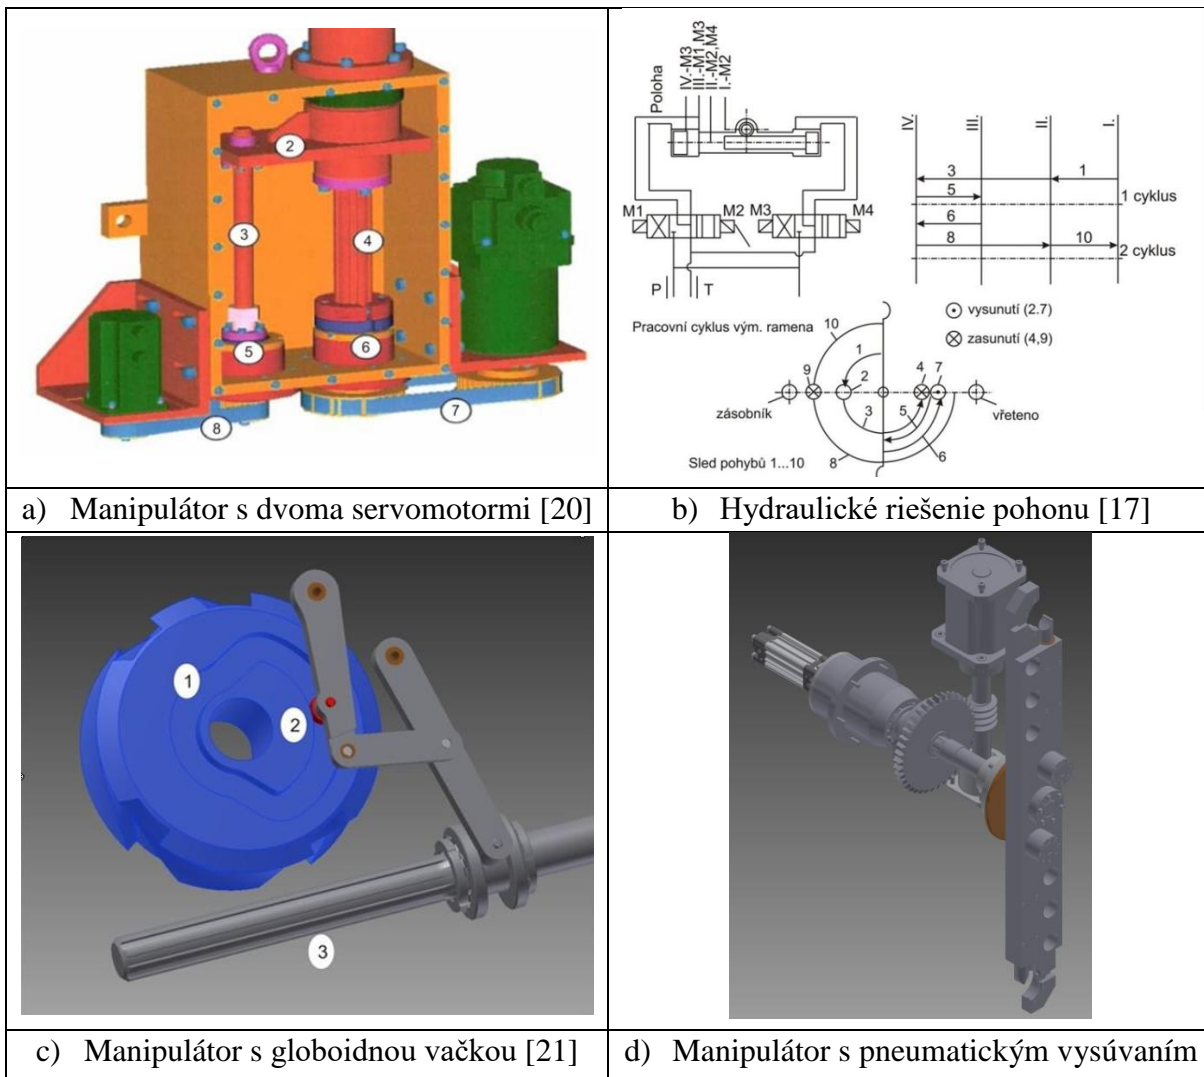 2
3
4
5
6
7
8
Poloha
IV.-M3
III.-M1,M3
II.-M2,M4
I.-M2
M1
M2
M3
M4
P
T
IV.
III.
II.
I.
3
1
5
1 cyklus
6
8
10
2 cyklus
vysunutí (2.7)
zasunutí (4,9)
Pracovní cyklus vým. ramena
10
1
9
2
4
7
zásobník
3
5
vřeteno
8
6
Sled pohybů 1...10
a) Manipulátor s dvoma servomotormi [20]
b) Hydraulické riešenie pohonu [17]
1
2
3
c) Manipulátor s globoidnou vačkou [21]
d) Manipulátor s pneumatickým vysúvaním